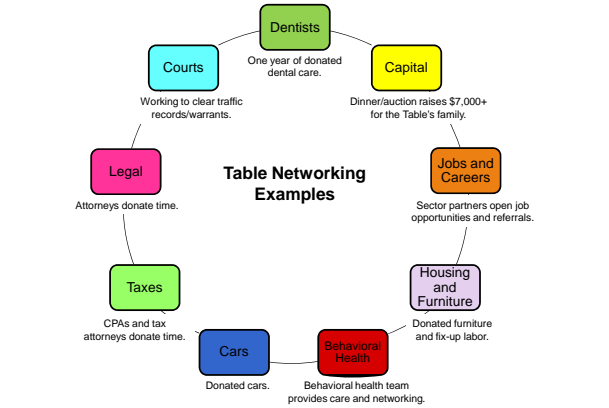 Dentists
One year of donated
dental care.
Courts
Working to clear traffic
records/warrants.
Capital
Dinner/auction raises $7,000+
for the Table's family.
Legal
Attorneys donate time.
Table Networking
Examples
Jobs and
Careers
Sector partners open job
opportunities and referrals.
Taxes
CPAs and tax
attorneys donate time.
Housing
and
Furniture
Donated furniture
and fix-up labor.
Cars
Donated cars.
Behavioral
Health
Behavioral health team
provides care and networking.